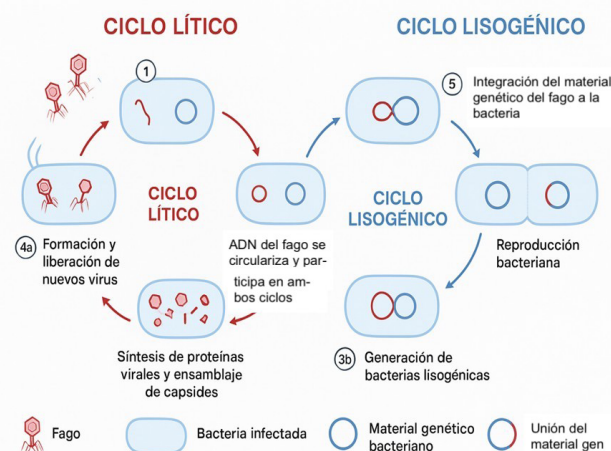 CICLO LÍTICO
CICLO LISOGÉNICO
1
5
Integración del material
genético del fago a la
bacteria
CICLO
LÍTICO
CICLO
LISOGÉNICO
4a
Formación y
liberación de
nuevos virus
ADN del fago se
circulariza y par-
ticipa en am-
bos ciclos
Reproducción
bacteriana
Síntesis de proteínas
virales y ensamblaje
de capsides
3b
Generación de
bacterias lisogénicas
Fago
Bacteria infectada
Material genético
bacteriano
Unión del
material gen